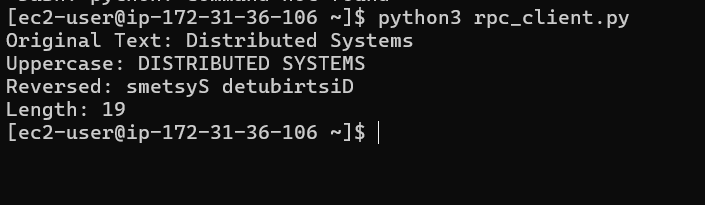 [ec2-user@ip-172-31-36-106 ~]$ python3 rpc_client.py
Original Text: Distributed Systems
Uppercase: DISTRIBUTED SYSTEMS
Reversed: smetsyS detubirtsiD
Length: 19
[ec2-user@ip-172-31-36-106 ~]$